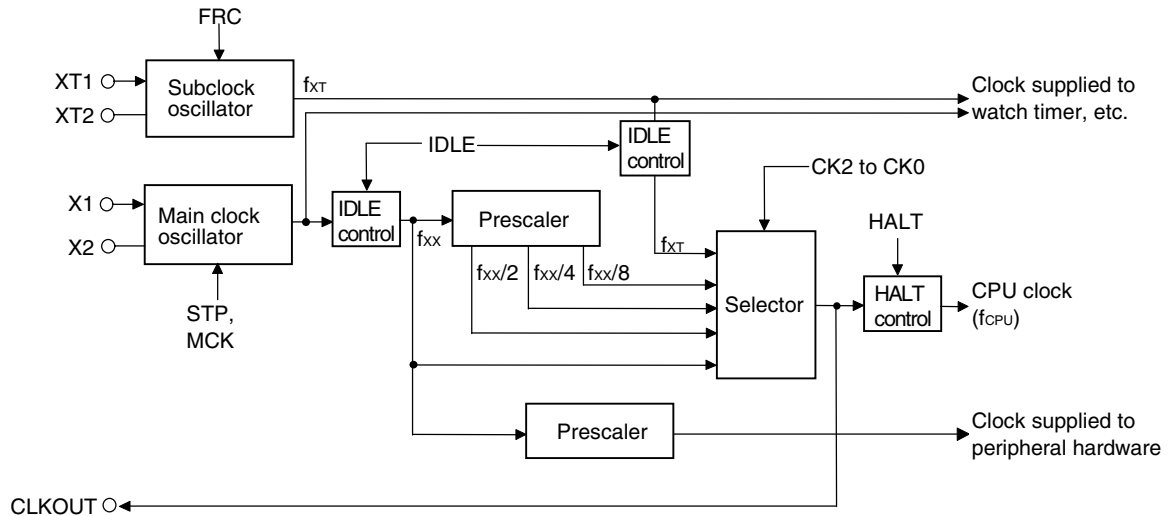 FRC
XT1
XT2
Subclock
oscillator
fXT
Clock supplied to
watch timer, etc.
IDLE
IDLE
control
CK2 to CK0
X1
X2
Main clock
oscillator
IDLE
control
fXX
Prescaler
fXT
HALT
fXX/2
fXX/4
fXX/8
Selector
HALT
control
CPU clock
(fCPU)
STP,
MCK
Prescaler
Clock supplied to
peripheral hardware
CLKOUT